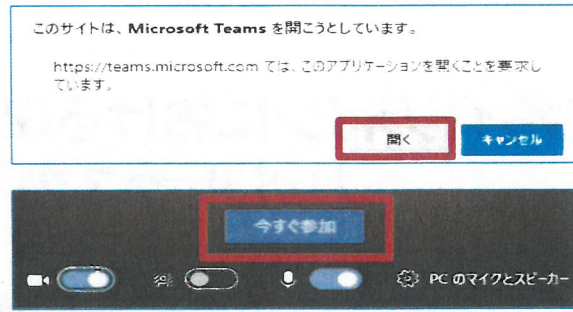 このサイトは、Microsoft Teams を開こうとしています。
https://teams.microsoft.com では、このアプリケーションを開くことを要求し
ています。
開く
キャンセル
今すぐ参加
PC のマイクとスピーカー